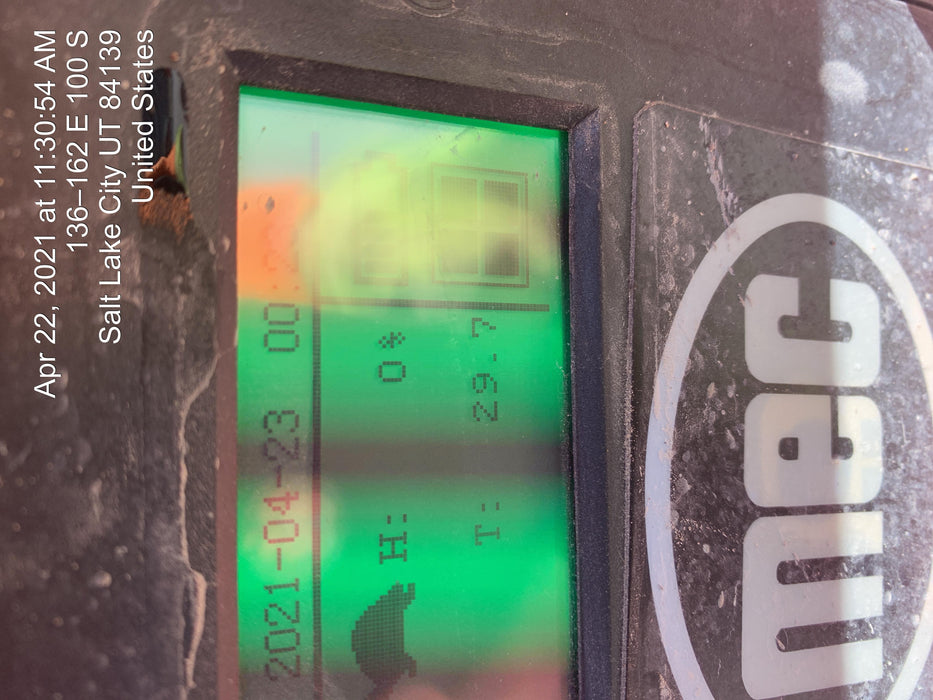 Apr 22, 2021 at 11:30:54 AM
136–162 E 100 S
Salt Lake City UT 84139
United States
2021-04-23 00
H: 0%
T: 29.7
mec